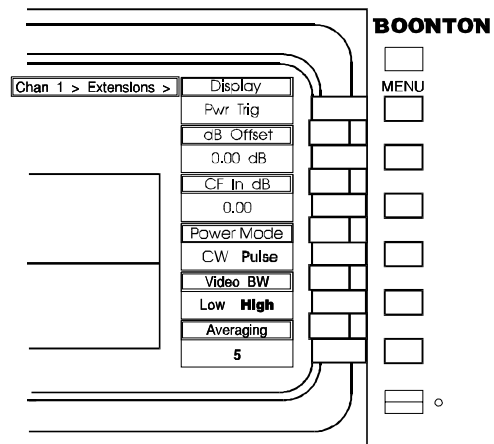 BOONTON
MENU
Chan 1 > Extensions >
Display
Pwr Trig
dB Offset
0.00 dB
CF In dB
0.00
Power Mode
CW Pulse
Video BW
Low High
Averaging
5